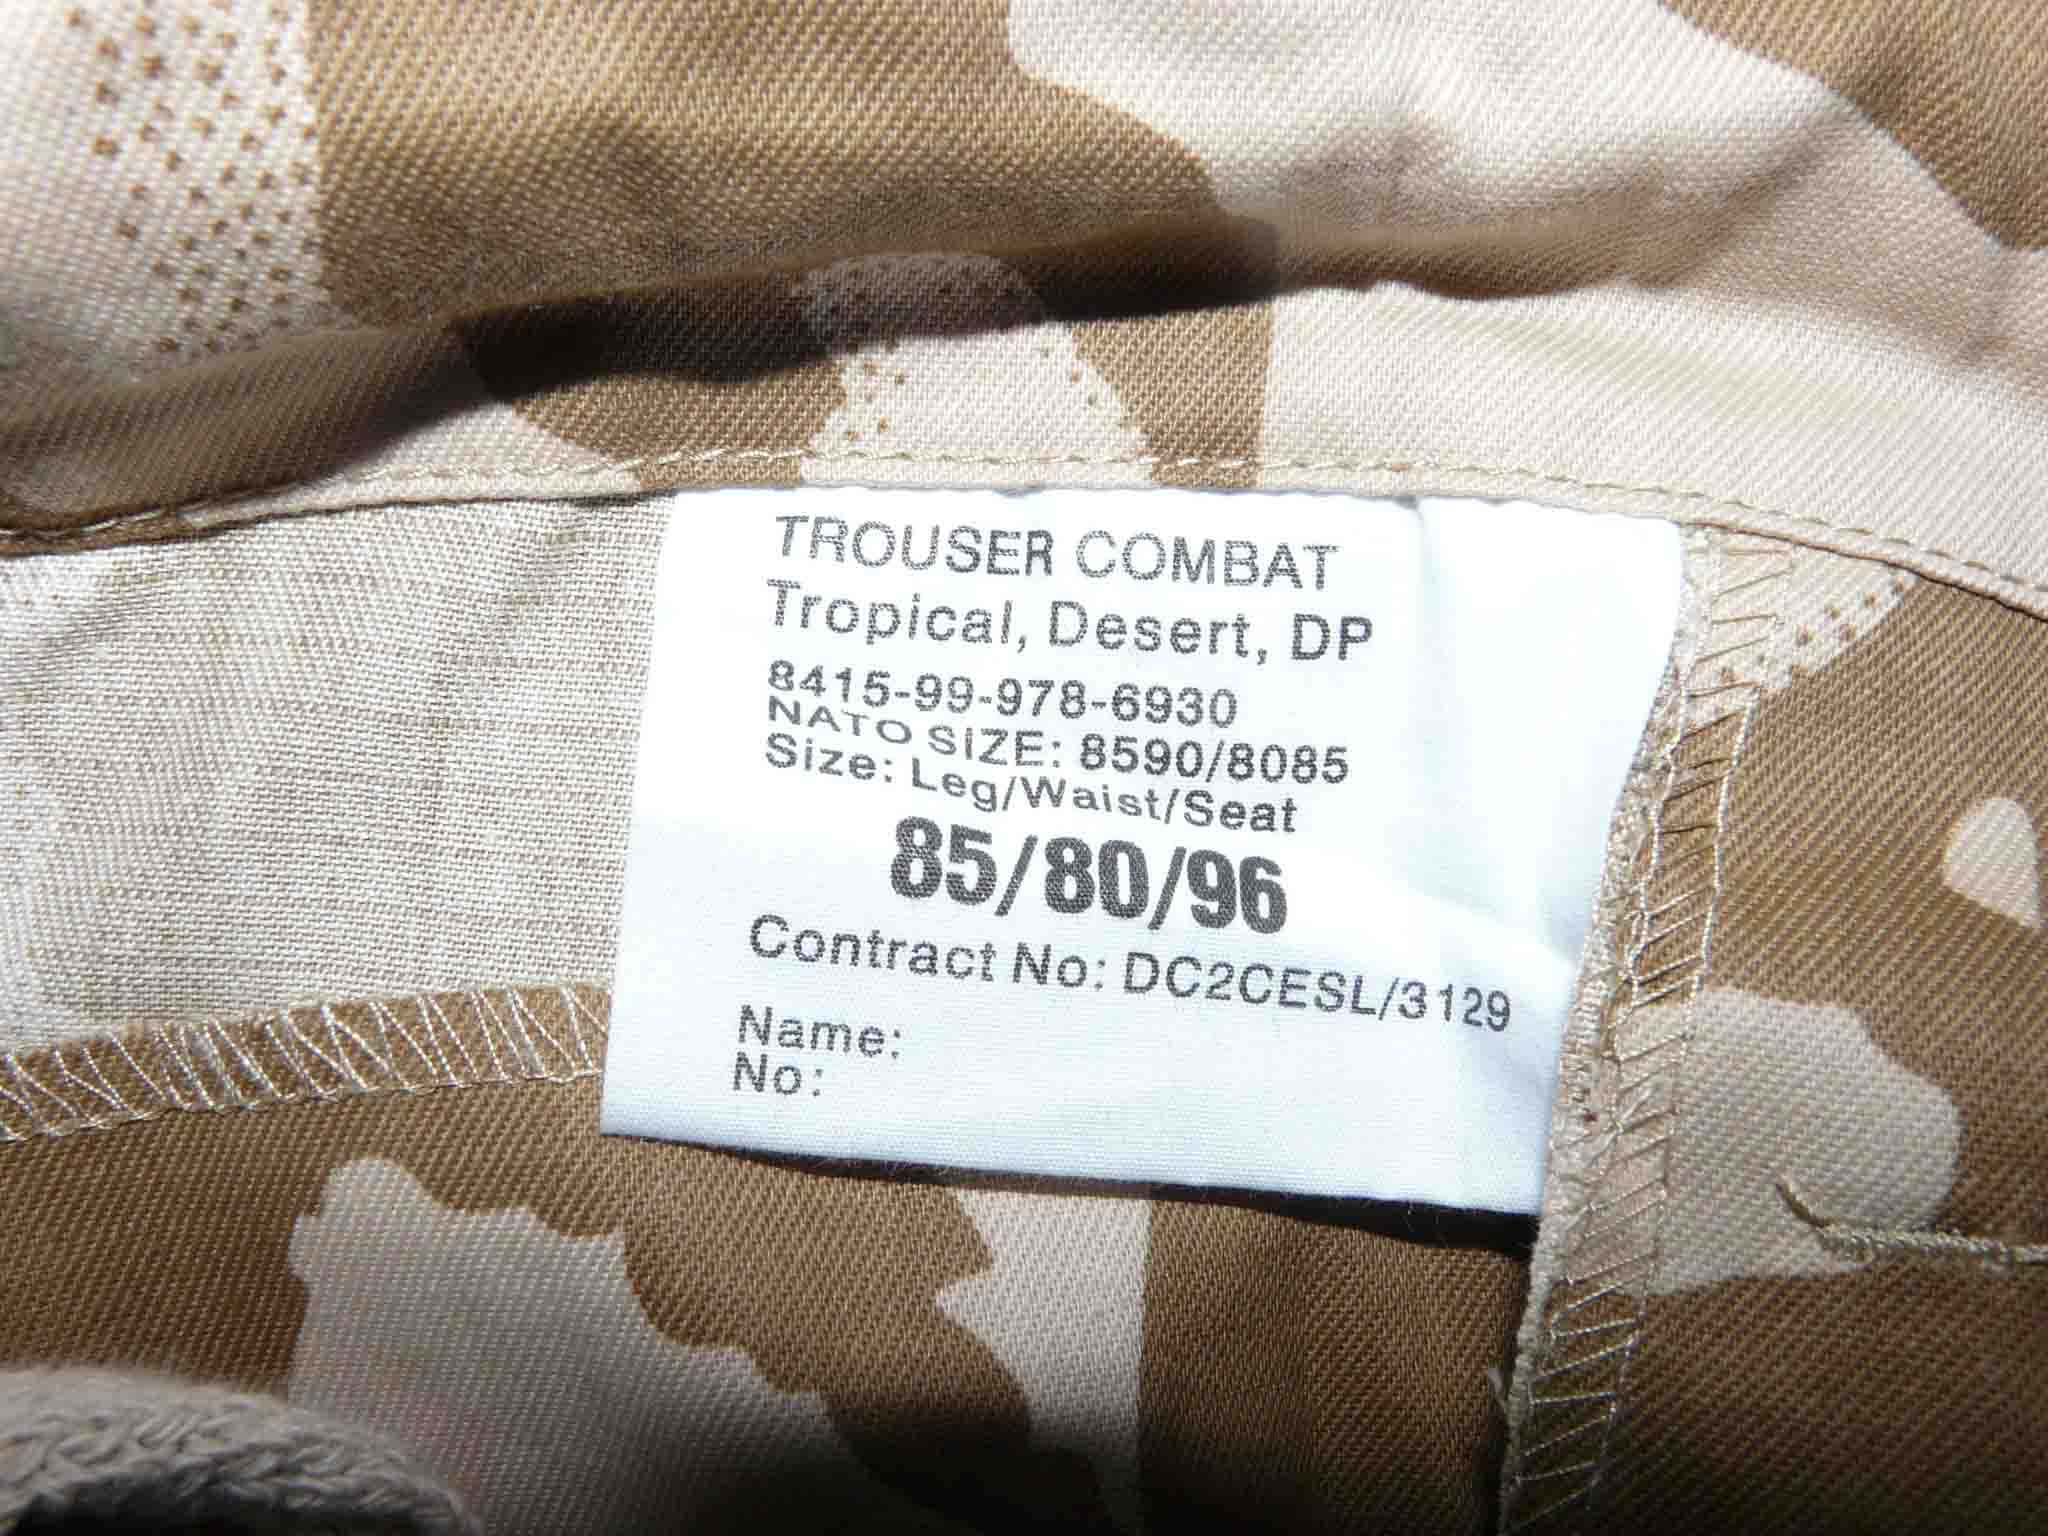 TROUSER COMBAT
Tropical, Desert, DP
8415-99-978-6930
NATO SIZE: 8590/8085
Size: Leg/Waist/Seat
85/80/96
Contract No: DC2CESL/3129
Name:
No: